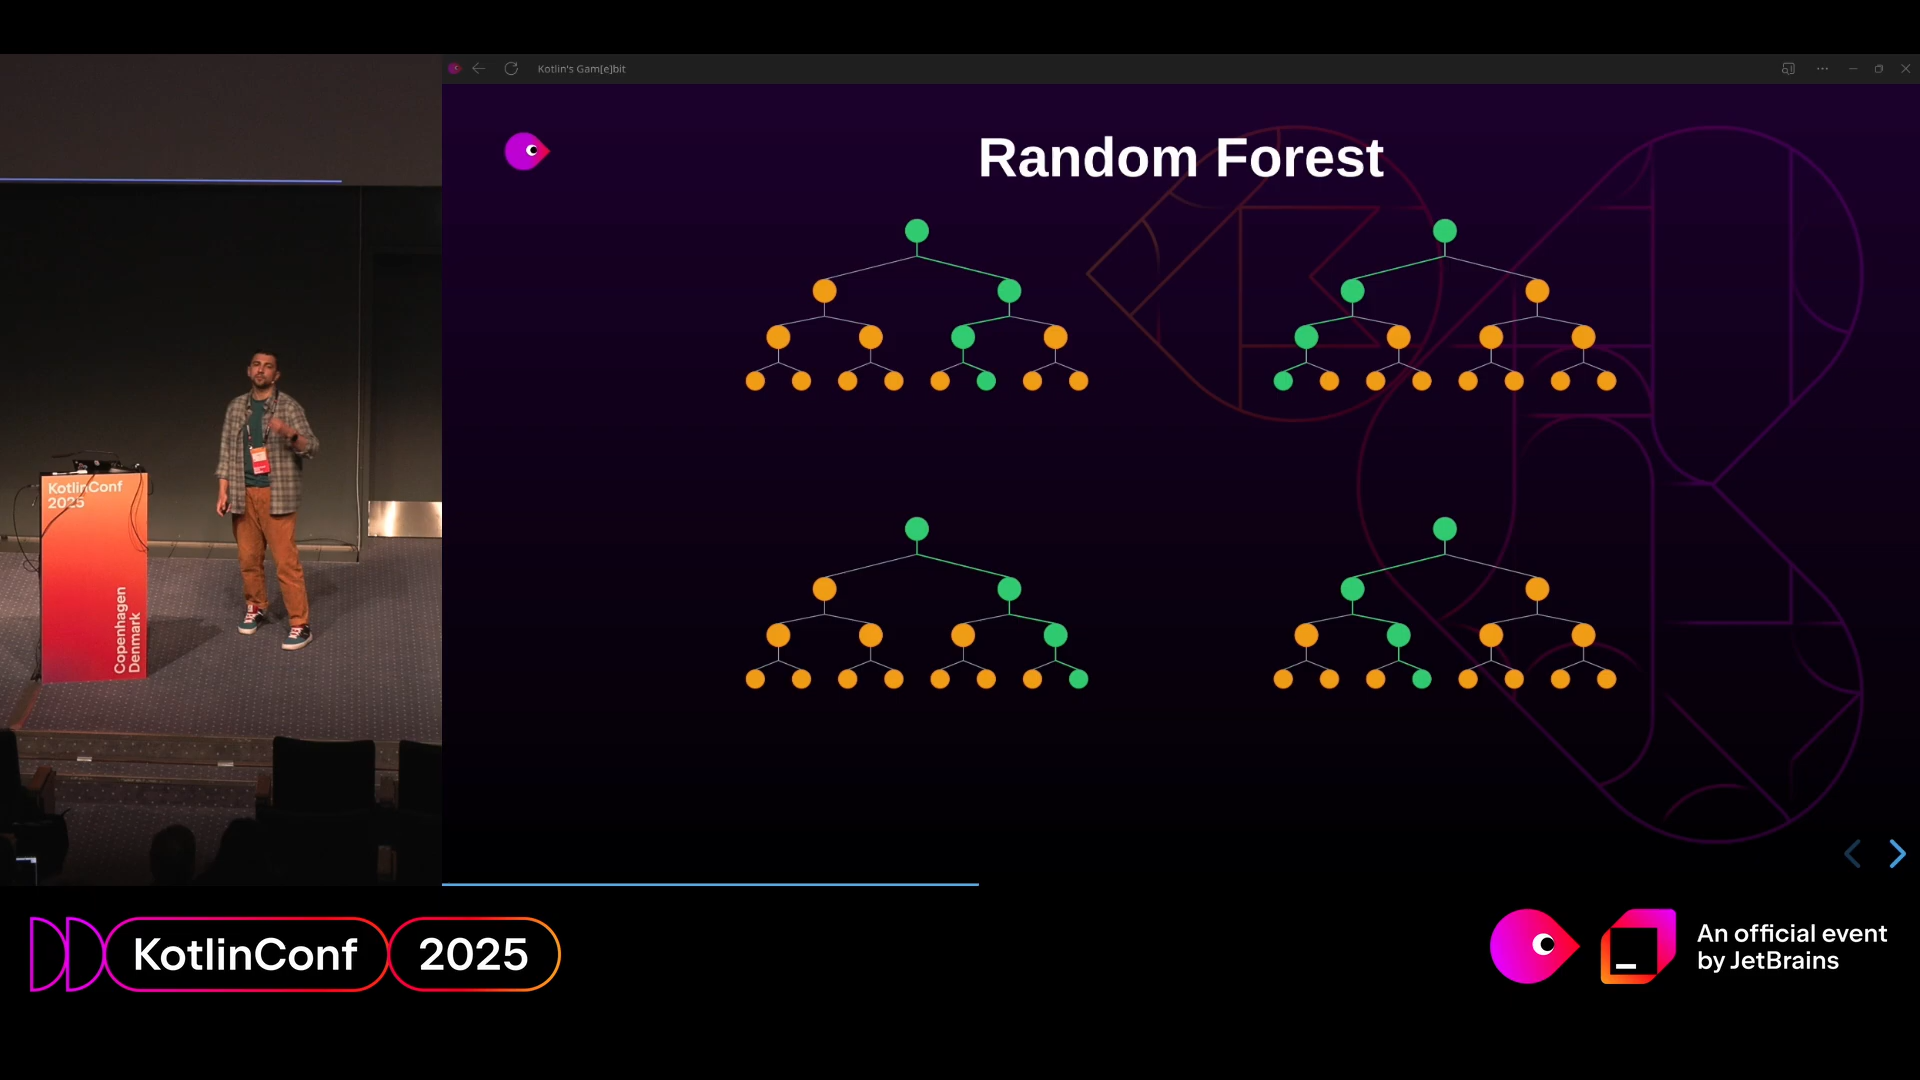 Kotlin's Gam[e]bit
Random Forest
KotlinConf
2025
Copenhagen
Denmark
KotlinConf 2025
An official event
by JetBrains